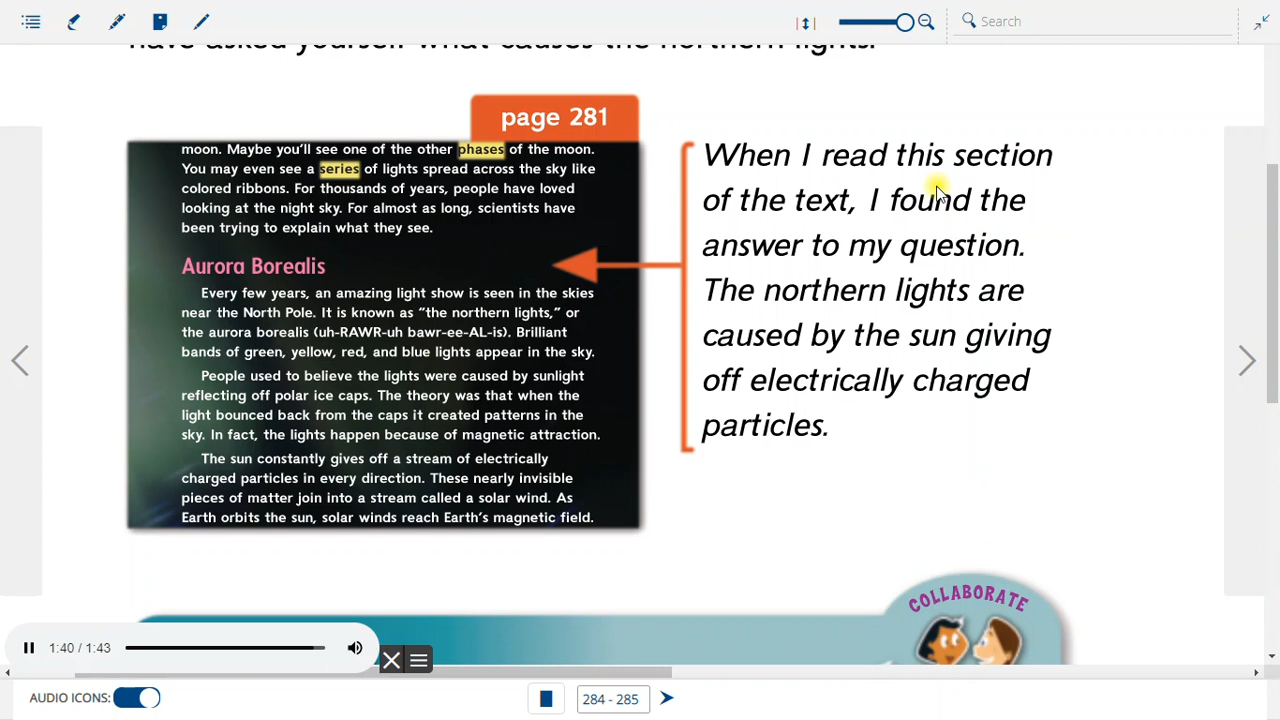 Search
have asked yourself what causes the northern lights.
page 281
moon. Maybe you'll see one of the other phases of the moon.
You may even see a series of lights spread across the sky like
colored ribbons. For thousands of years, people have loved
looking at the night sky. For almost as long, scientists have
been trying to explain what they see.
Aurora Borealis
Every few years, an amazing light show is seen in the skies
near the North Pole. It is known as “the northern lights,” or
the aurora borealis (uh-RAWR-uh bawr-ee-AL-is). Brilliant
bands of green, yellow, red, and blue lights appear in the sky.
People used to believe the lights were caused by sunlight
reflecting off polar ice caps. The theory was that when the
light bounced back from the caps it created patterns in the
sky. In fact, the lights happen because of magnetic attraction.
The sun constantly gives off a stream of electrically
charged particles in every direction. These nearly invisible
pieces of matter join into a stream called a solar wind. As
Earth orbits the sun, solar winds reach Earth's magnetic field.
When I read this section
of the text, I found the
answer to my question.
The northern lights are
caused by the sun giving
off electrically charged
particles.
COLLABORATE
1:40 / 1:43
AUDIO ICONS:
284 - 285